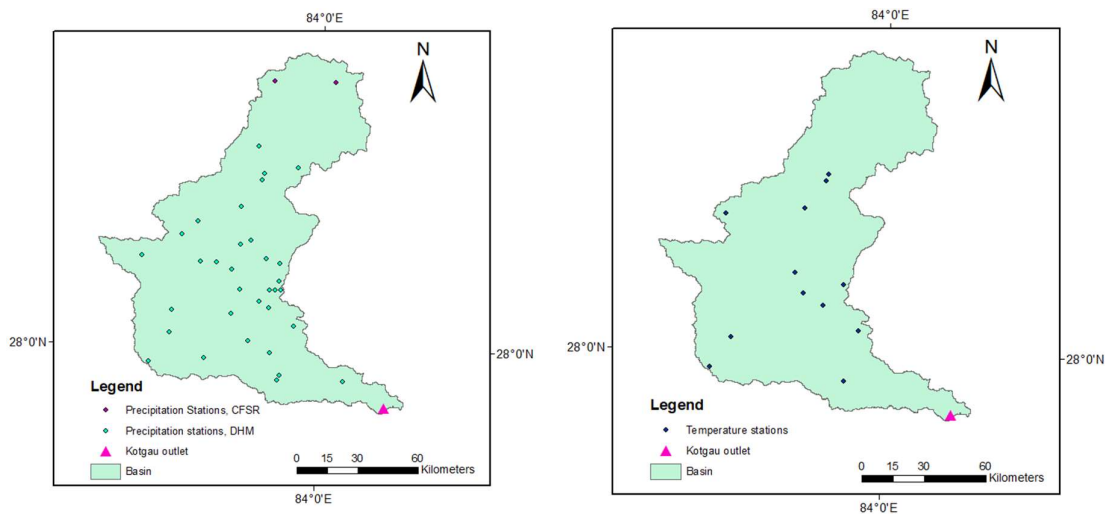 84°0'E
N
28°0'N
28°0'N
Legend
Precipitation Stations, CFSR
Precipitation stations, DHM
Kotgau outlet
Basin
0 15 30 60
Kilometers
84°0'E
84°0'E
N
28°0'N
28°0'N
Legend
Temperature stations
Kotgau outlet
Basin
0 15 30 60
Kilometers
84°0'E